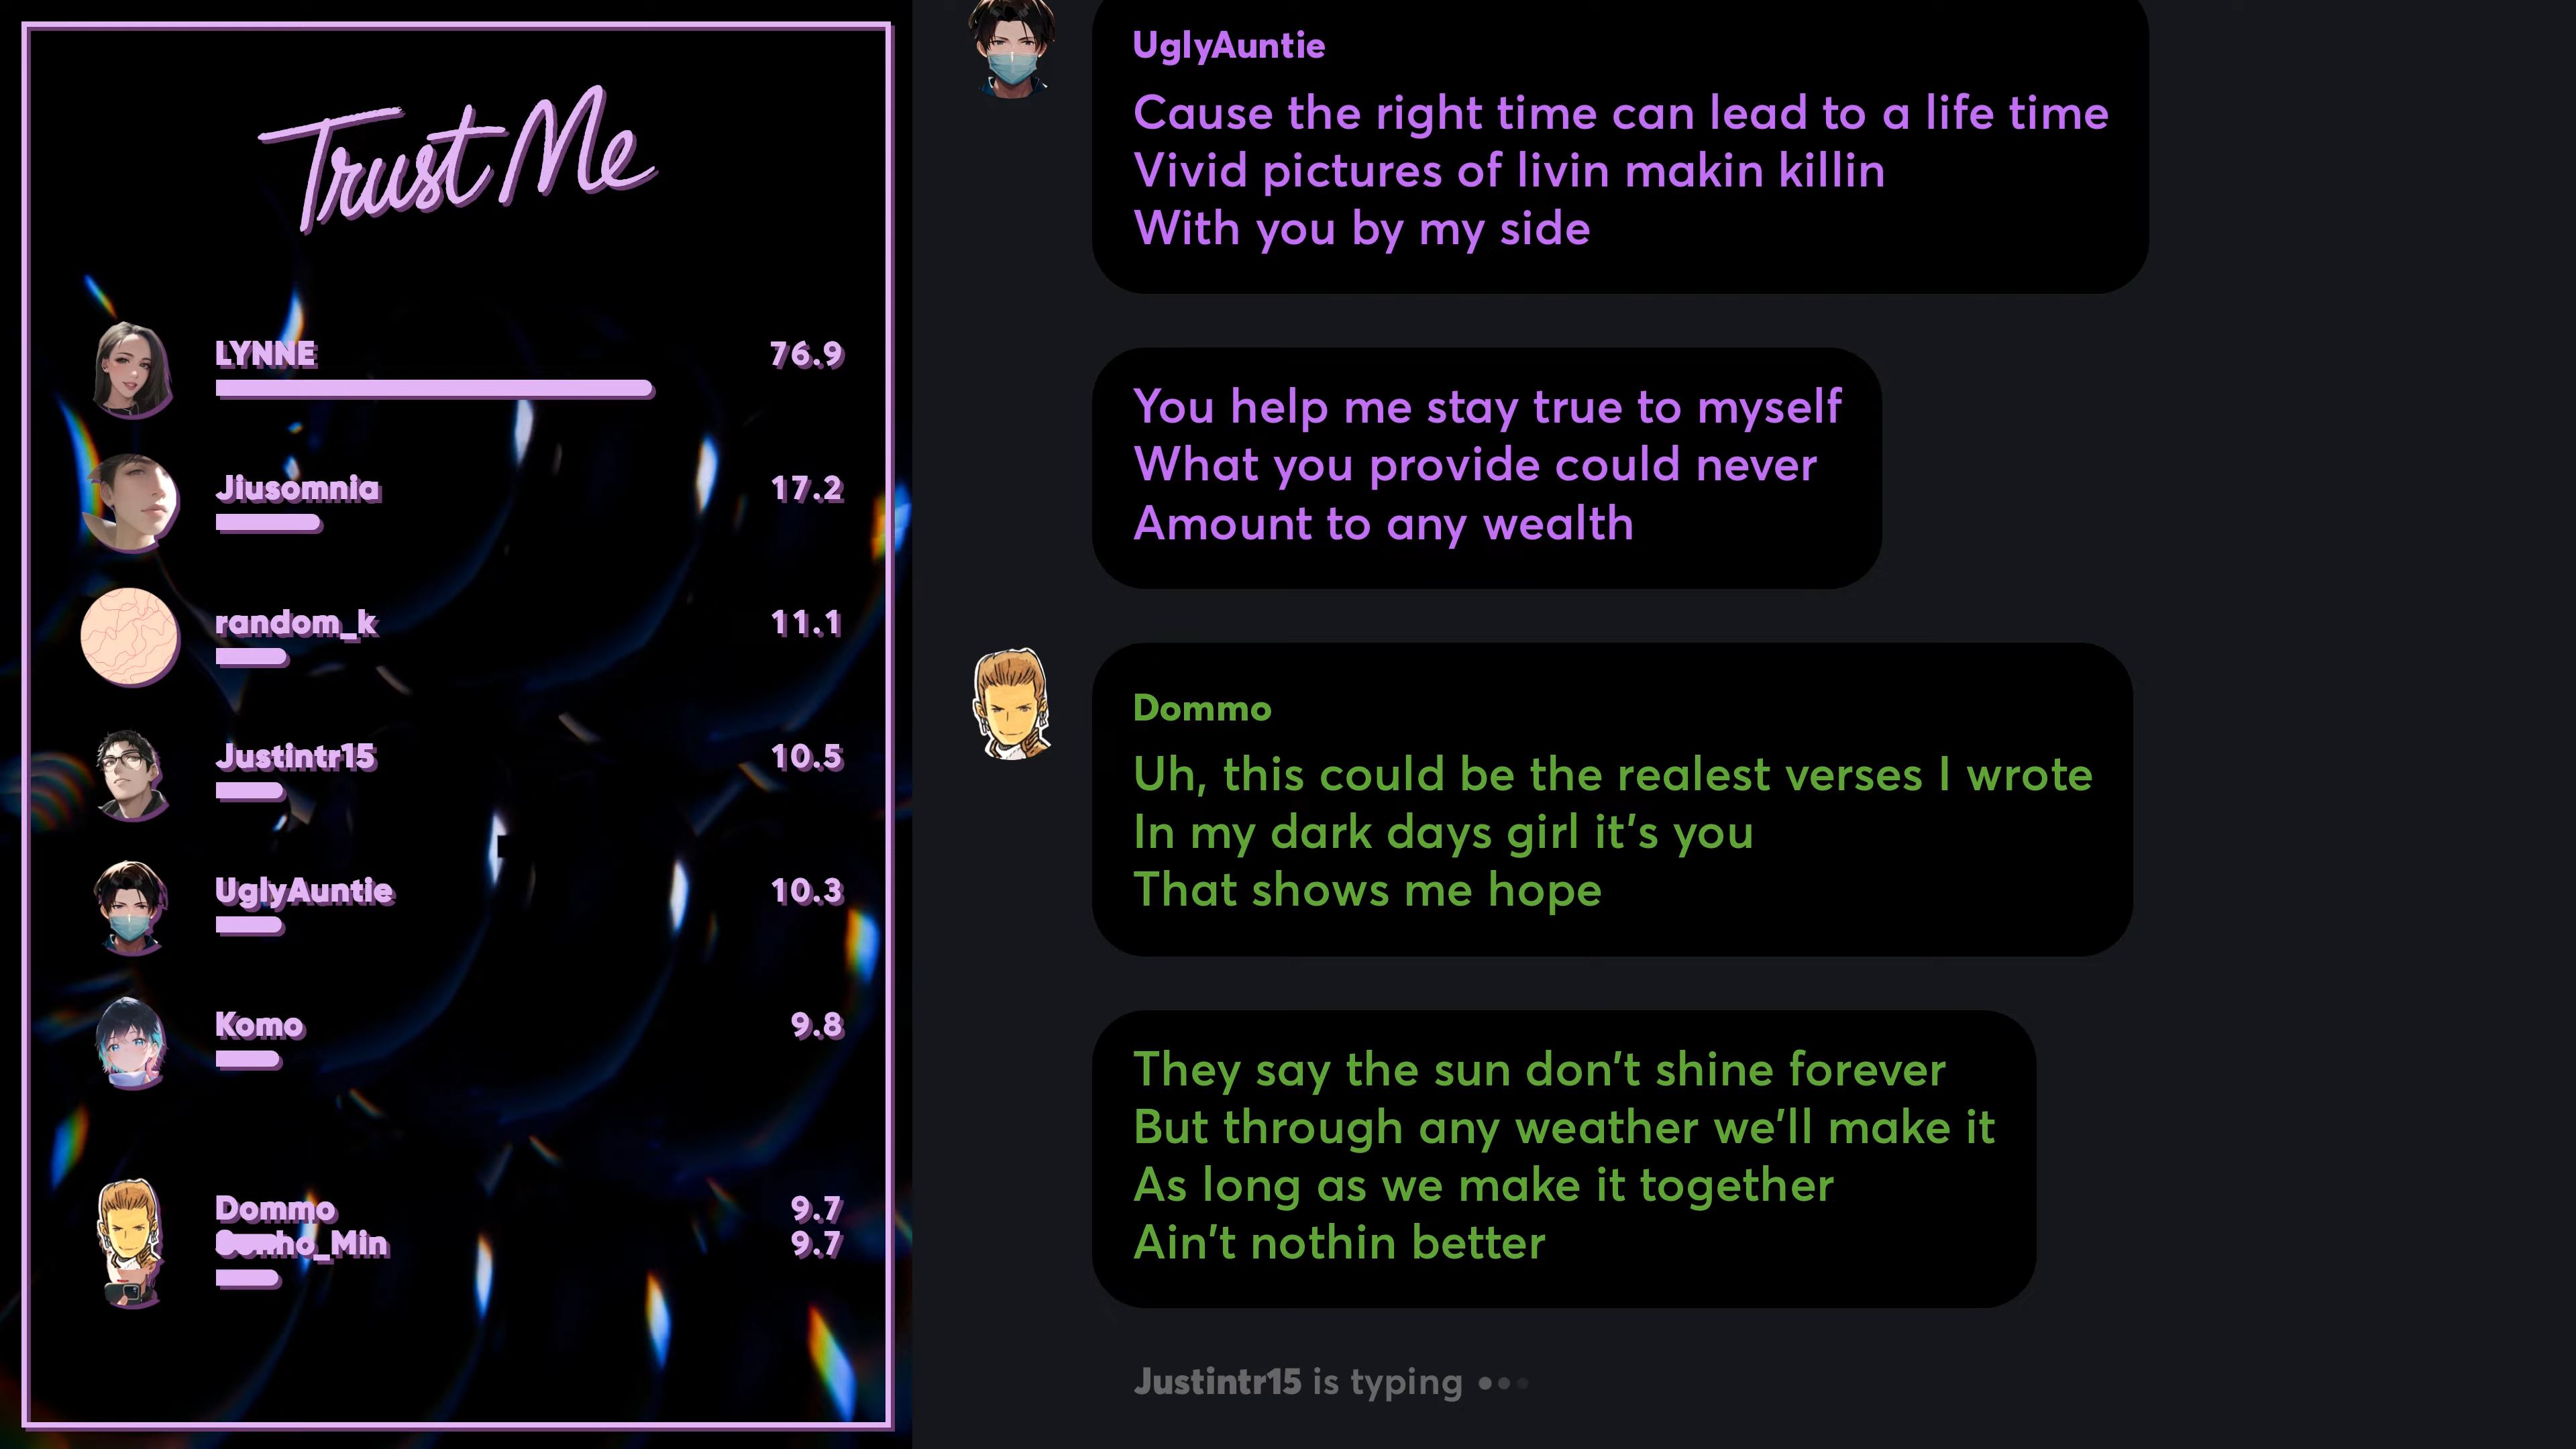 Trust Me
LYNNE 76.9
Jiusomnia 17.2
random_k 11.1
Justintr15 10.5
UglyAuntie 10.3
Komo 9.8
Dommo 9.7
9.7
UglyAuntie
Cause the right time can lead to a life time
Vivid pictures of livin makin killin
With you by my side
You help me stay true to myself
What you provide could never
Amount to any wealth
Dommo
Uh, this could be the realest verses I wrote
In my dark days girl it's you
That shows me hope
They say the sun don't shine forever
But through any weather we'll make it
As long as we make it together
Ain't nothin better
Justintr15 is typing